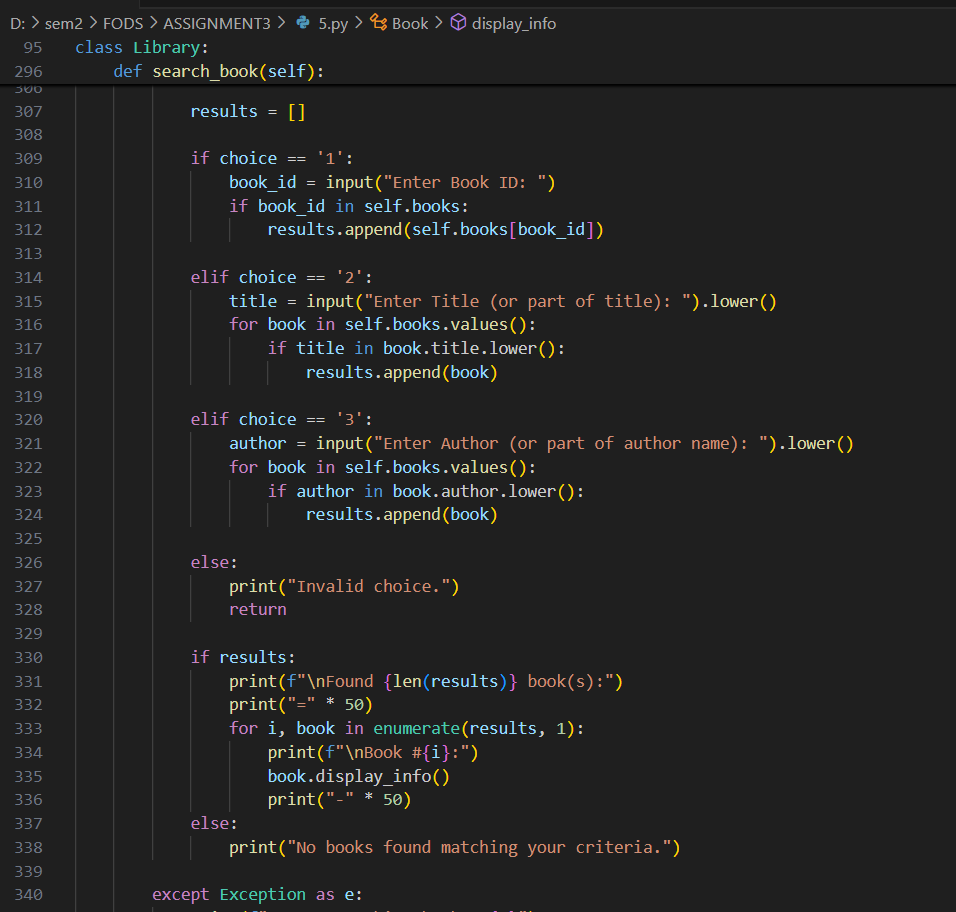 D: > sem2 > FODS > ASSIGNMENT3 > 5.py > Book > display_info
95 class Library:
296 def search_book(self):
306
307 results = []
308
309 if choice == '1':
310 book_id = input("Enter Book ID: ")
311 if book_id in self.books:
312 results.append(self.books[book_id])
313
314 elif choice == '2':
315 title = input("Enter Title (or part of title): ").lower()
316 for book in self.books.values():
317 if title in book.title.lower():
318 results.append(book)
319
320 elif choice == '3':
321 author = input("Enter Author (or part of author name): ").lower()
322 for book in self.books.values():
323 if author in book.author.lower():
324 results.append(book)
325
326 else:
327 print("Invalid choice.")
328 return
329
330 if results:
331 print(f"\nFound {len(results)} book(s):")
332 print("=" * 50)
333 for i, book in enumerate(results, 1):
334 print(f"\nBook #{i}:")
335 book.display_info()
336 print("-" * 50)
337 else:
338 print("No books found matching your criteria.")
339
340 except Exception as e: